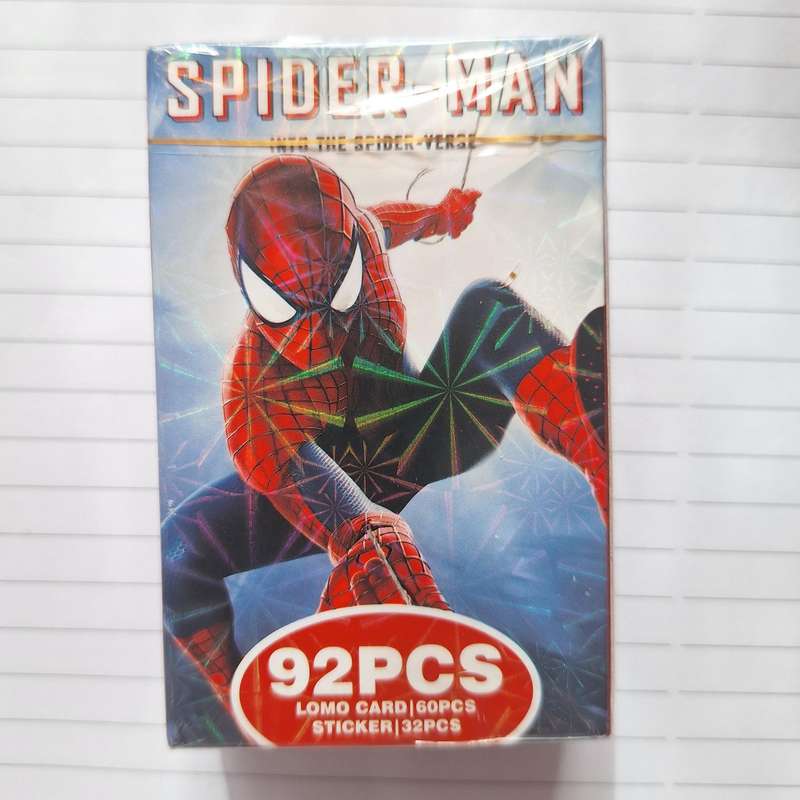 SPIDER-MAN
INTO THE SPIDER-VERSE
92PCS
LOMO CARD|60PCS
STICKER|32PCS